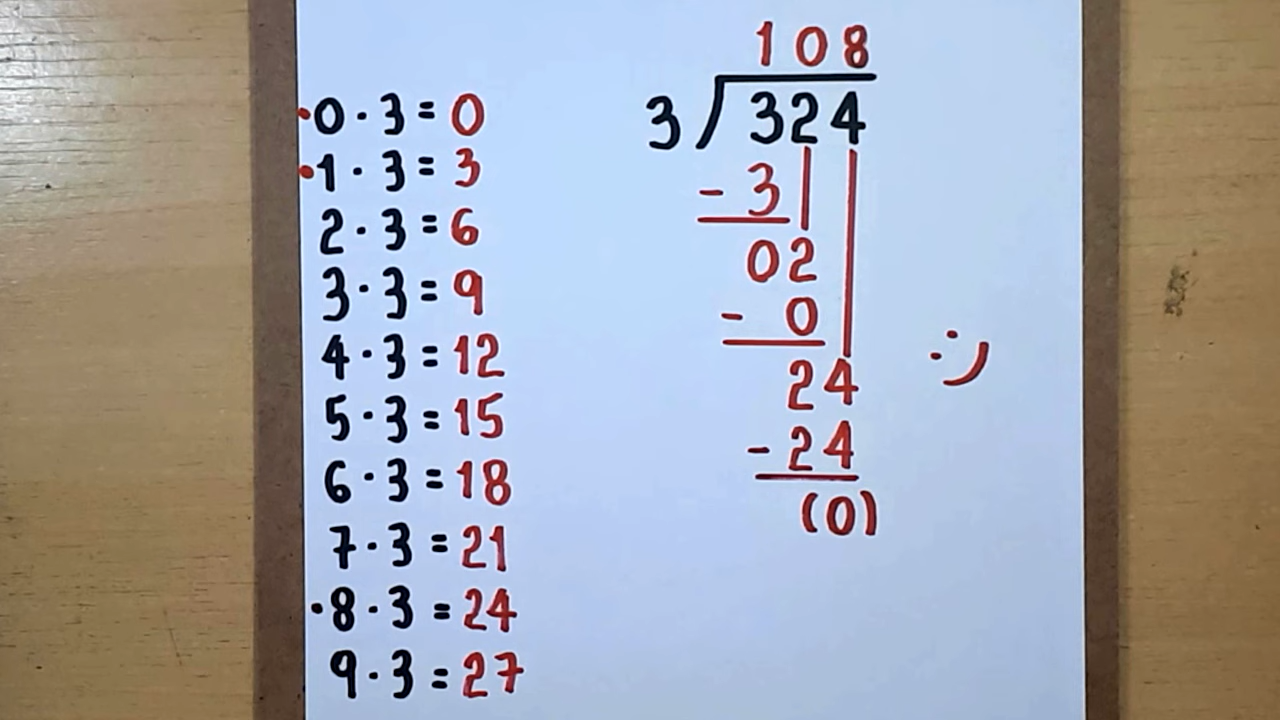 0 · 3 = 0
1 · 3 = 3
2 · 3 = 6
3 · 3 = 9
4 · 3 = 12
5 · 3 = 15
6 · 3 = 18
7 · 3 = 21
8 · 3 = 24
9 · 3 = 27
108
3 324
- 3
02
- 0
24
- 24
(0)
:)